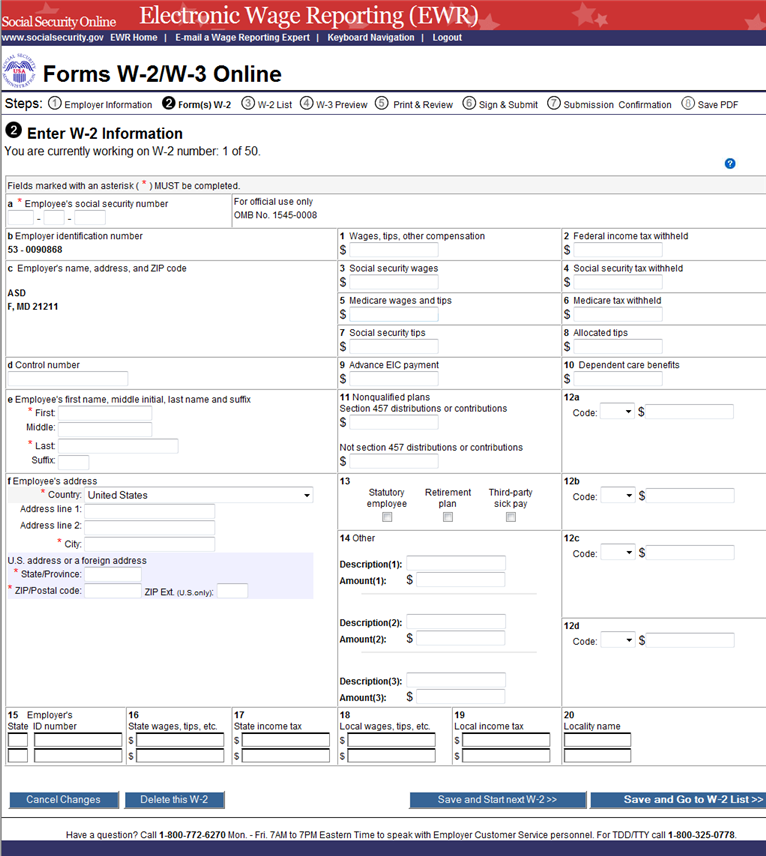 Social Security Online Electronic Wage Reporting (EWR)
www.socialsecurity.gov EWR Home | E-mail a Wage Reporting Expert | Keyboard Navigation | Logout
Forms W-2/W-3 Online
Steps: 1 Employer Information 2 Form(s) W-2 3 W-2 List 4 W-3 Preview 5 Print & Review 6 Sign & Submit 7 Submission Confirmation 8 Save PDF
2 Enter W-2 Information
You are currently working on W-2 number: 1 of 50.
?
Fields marked with an asterisk ( * ) MUST be completed.
a * Employee's social security number
- -
For official use only
OMB No. 1545-0008
b Employer identification number
53 - 0090868
1 Wages, tips, other compensation
$
2 Federal income tax withheld
$
c Employer's name, address, and ZIP code
ASD
F, MD 21211
3 Social security wages
$
4 Social security tax withheld
$
5 Medicare wages and tips
$
6 Medicare tax withheld
$
7 Social security tips
$
8 Allocated tips
$
d Control number
9 Advance EIC payment
$
10 Dependent care benefits
$
e Employee's first name, middle initial, last name and suffix
* First:
Middle:
* Last:
Suffix:
11 Nonqualified plans
Section 457 distributions or contributions
$
Not section 457 distributions or contributions
$
12a
Code: $
f Employee's address
* Country: United States
Address line 1:
Address line 2:
* City:
U.S. address or a foreign address
* State/Province:
* ZIP/Postal code: ZIP Ext. (U.S.only):
13
Statutory employee
Retirement plan
Third-party sick pay
12b
Code: $
14 Other
Description(1):
Amount(1): $
Description(2):
Amount(2): $
Description(3):
Amount(3): $
12c
Code: $
12d
Code: $
15 Employer's
State ID number
16
State wages, tips, etc.
$
$
17
State income tax
$
$
18
Local wages, tips, etc.
$
$
19
Local income tax
$
$
20
Locality name
Cancel Changes Delete this W-2 Save and Start next W-2 >> Save and Go to W-2 List >>
Have a question? Call 1-800-772-6270 Mon. - Fri. 7AM to 7PM Eastern Time to speak with Employer Customer Service personnel. For TDD/TTY call 1-800-325-0778.